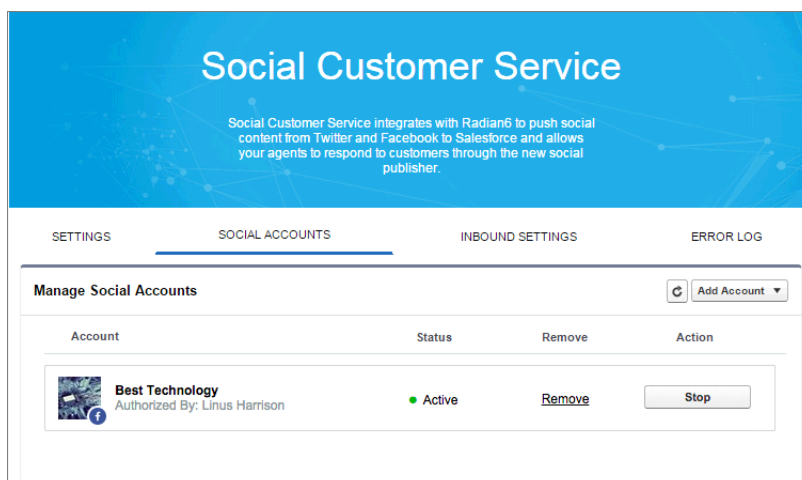 Social Customer Service
Social Customer Service integrates with Radian6 to push social
content from Twitter and Facebook to Salesforce and allows
your agents to respond to customers through the new social
publisher.
SETTINGS SOCIAL ACCOUNTS INBOUND SETTINGS ERROR LOG
Manage Social Accounts Add Account
Account Status Remove Action
Best Technology
Authorized By: Linus Harrison Active Remove Stop